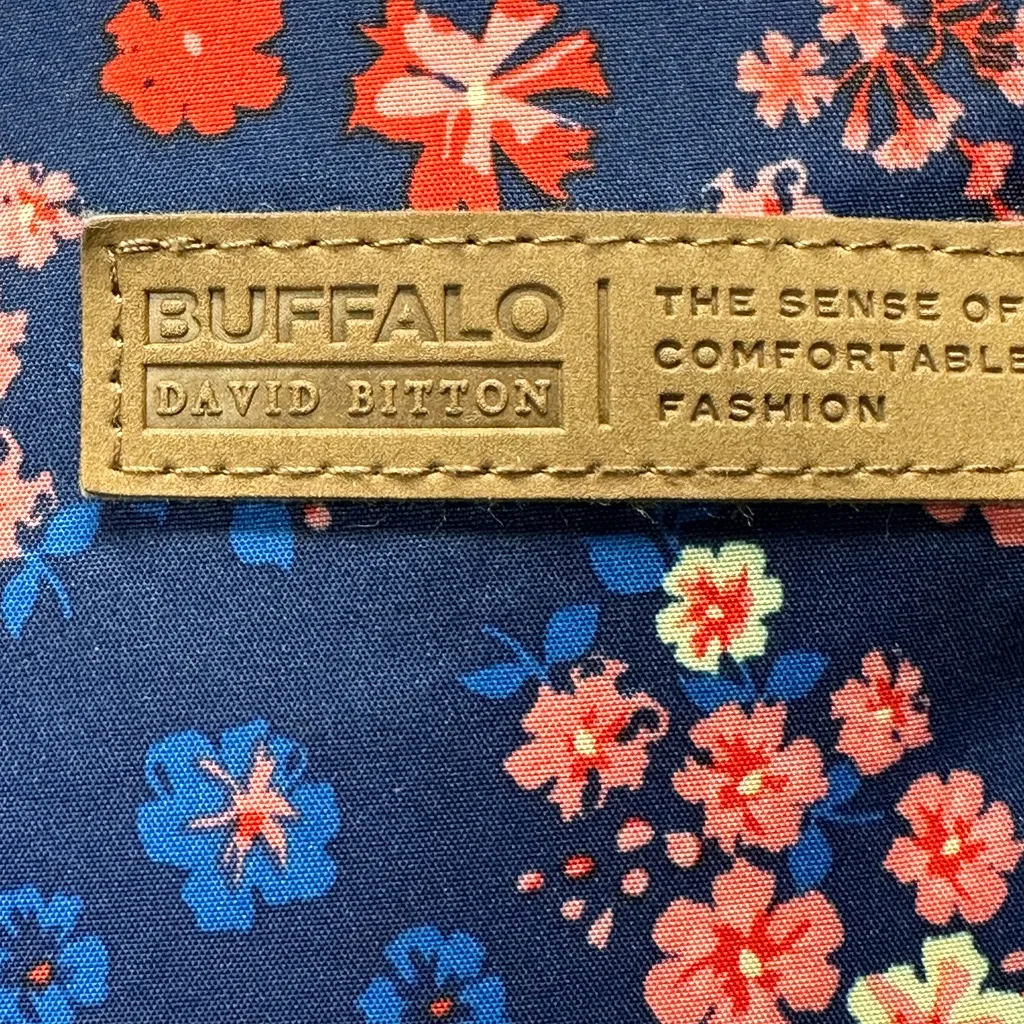 BUFFALO
DAVID BITTON
THE SENSE OF
COMFORTABLE
FASHION